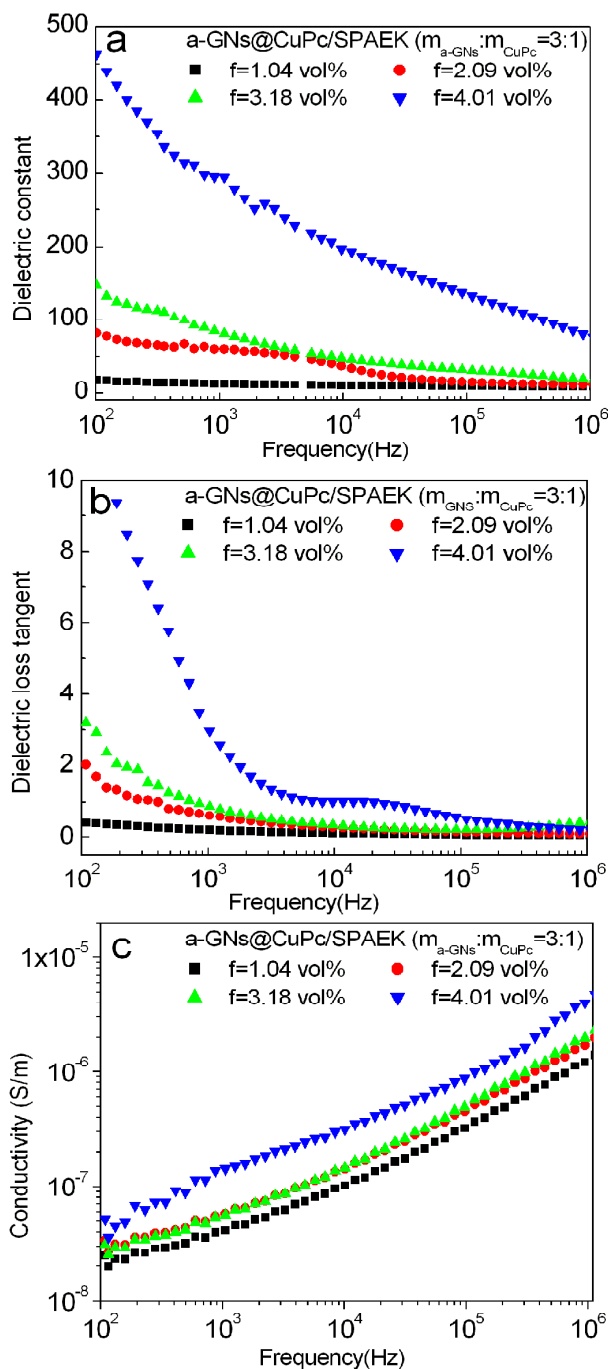 a
a-GNs@CuPc/SPAEK (m a-GNs:m CuPc=3:1)
f=1.04 vol% f=2.09 vol%
f=3.18 vol% f=4.01 vol%
500
400
300
200
100
0
Dielectric constant
10^2 10^3 10^4 10^5 10^6
Frequency(Hz)
b
a-GNs@CuPc/SPAEK (m GNS:m CuPc=3:1)
f=1.04 vol% f=2.09 vol%
f=3.18 vol% f=4.01 vol%
10
8
6
4
2
0
Dielectric loss tangent
10^2 10^3 10^4 10^5 10^6
Frequency(Hz)
c
a-GNs@CuPc/SPAEK (m a-GNs:m CuPc=3:1)
f=1.04 vol% f=2.09 vol%
f=3.18 vol% f=4.01 vol%
1x10^-5
10^-6
10^-7
10^-8
Conductivity (S/m)
10^2 10^3 10^4 10^5 10^6
Frequency(Hz)